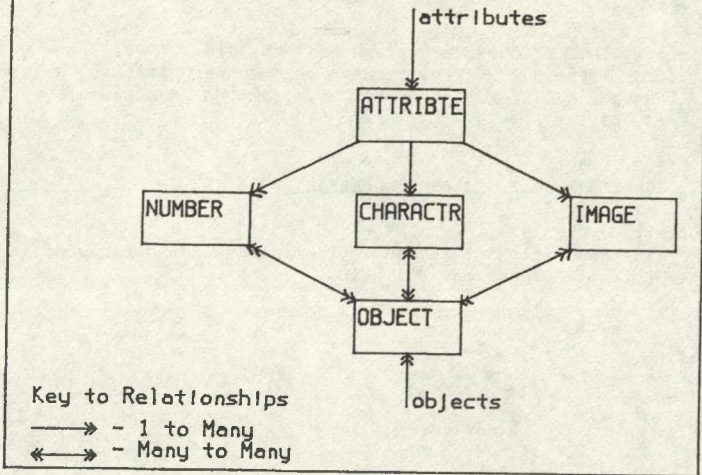 attributes
ATTRIBTE
NUMBER
CHARACTR
IMAGE
OBJECT
objects
Key to Relationships
- 1 to Many
- Many to Many